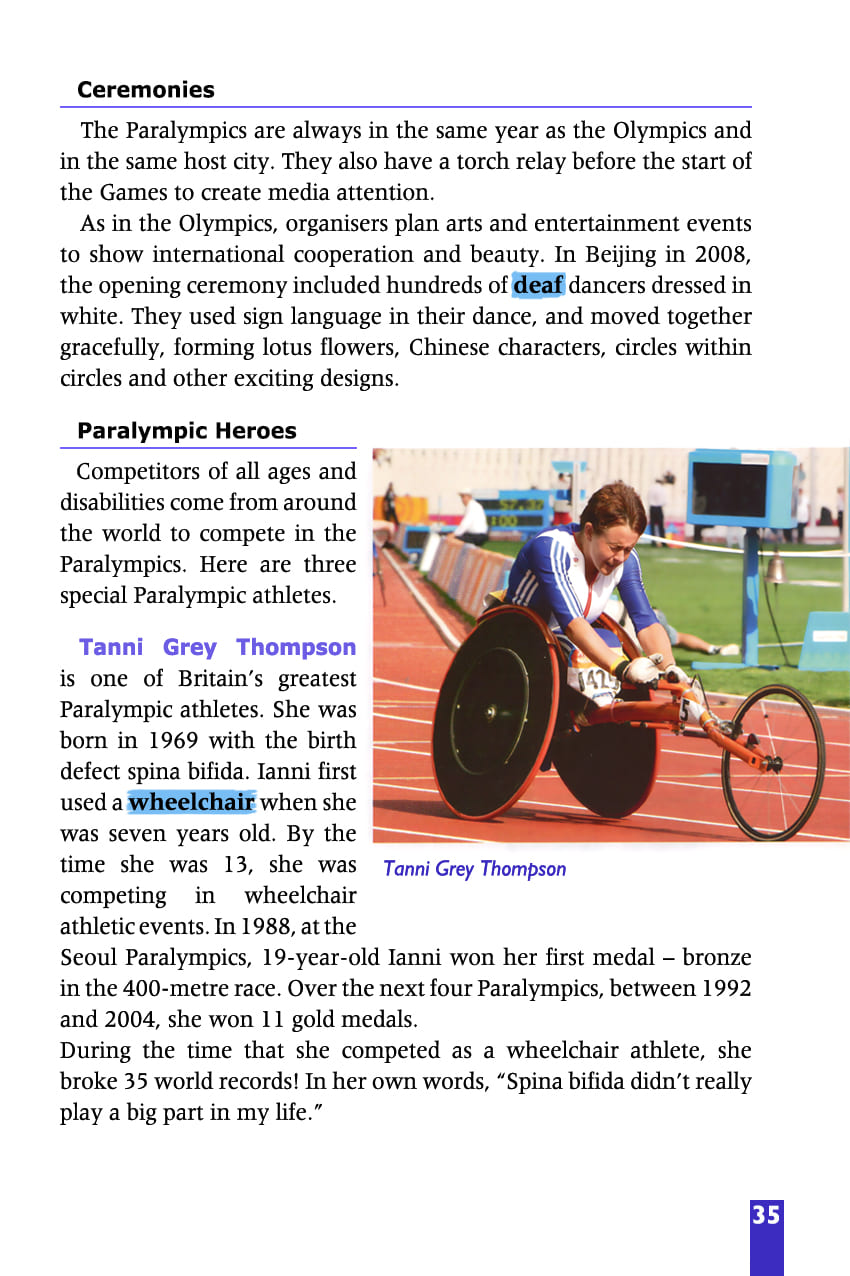 Ceremonies
The Paralympics are always in the same year as the Olympics and
in the same host city. They also have a torch relay before the start of
the Games to create media attention.
As in the Olympics, organisers plan arts and entertainment events
to show international cooperation and beauty. In Beijing in 2008,
the opening ceremony included hundreds of deaf dancers dressed in
white. They used sign language in their dance, and moved together
gracefully, forming lotus flowers, Chinese characters, circles within
circles and other exciting designs.
Paralympic Heroes
Competitors of all ages and
disabilities come from around
the world to compete in the
Paralympics. Here are three
special Paralympic athletes.
Tanni Grey Thompson
is one of Britain's greatest
Paralympic athletes. She was
born in 1969 with the birth
defect spina bifida. Ianni first
used a wheelchair when she
was seven years old. By the
time she was 13, she was
competing in wheelchair
athletic events. In 1988, at the
Seoul Paralympics, 19-year-old Ianni won her first medal – bronze
in the 400-metre race. Over the next four Paralympics, between 1992
and 2004, she won 11 gold medals.
During the time that she competed as a wheelchair athlete, she
broke 35 world records! In her own words, “Spina bifida didn't really
play a big part in my life.”
5
Tanni Grey Thompson
35